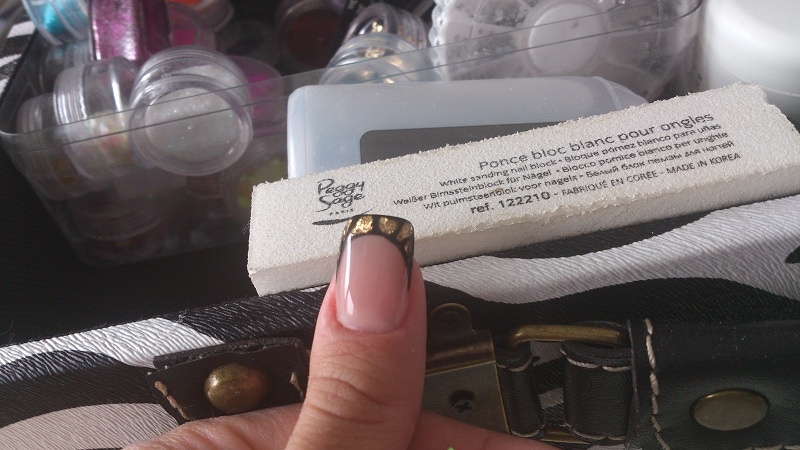 Peggy
Sage
PARIS
Ponce bloc blanc pour ongles
White sanding nail block • Bloque pómez blanco para uñas
Weißer Bimssteinblock für Nägel • Blocco pomice bianco per unghie
Wit puimsteenblok voor nagels • Белый блок пемзы для ногтей
ref. 122210 - FABRIQUÉ EN CORÉE - MADE IN KOREA